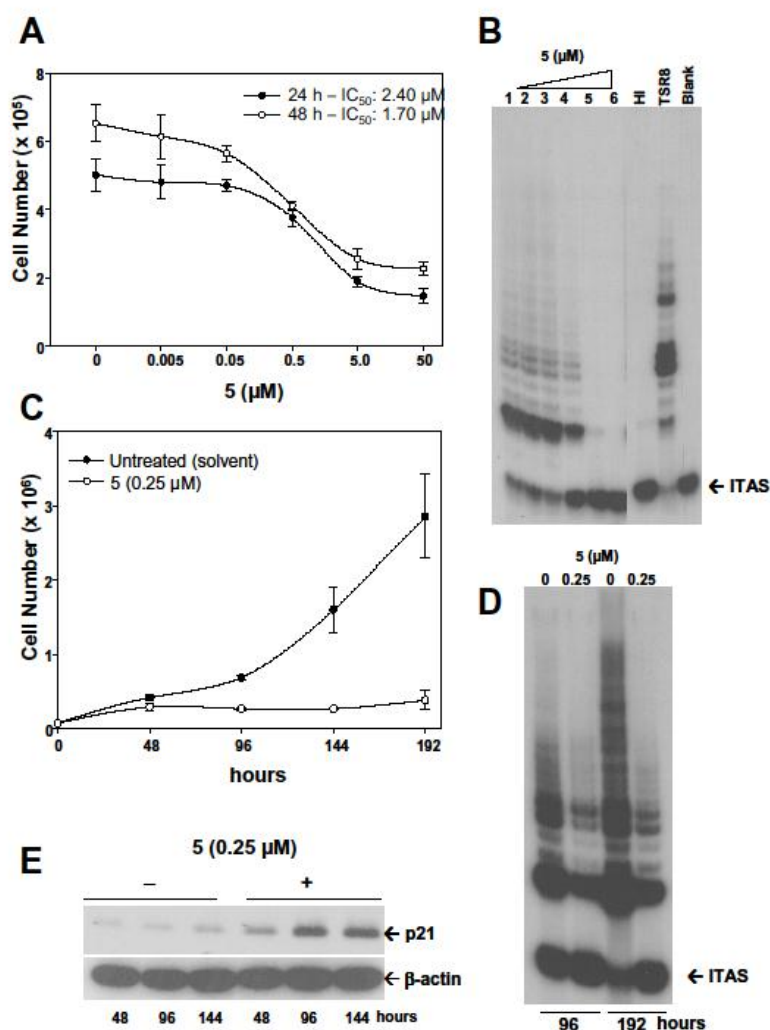 A
24 h – IC50: 2.40 µM
48 h – IC50: 1.70 µM
Cell Number (x 10⁵)
8
6
4
2
0
0 0.005 0.05 0.5 5.0 50
5 (µM)
B
5 (µM)
1 2 3 4 5 6 HI TSR8 Blank
← ITAS
C
Untreated (solvent)
5 (0.25 µM)
Cell Number (x 10⁶)
4
3
2
1
0
0 48 96 144 192
hours
D
5 (µM)
0 0.25 0 0.25
← ITAS
96 192 hours
E
5 (0.25 µM)
– +
← p21
← β-actin
48 96 144 48 96 144 hours